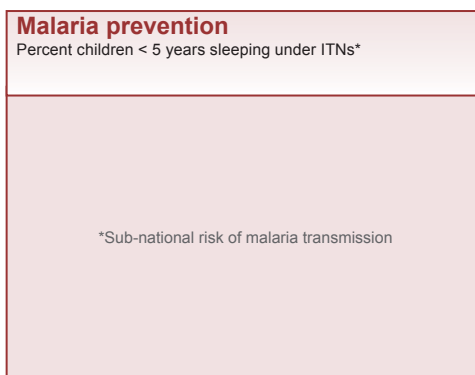 Malaria prevention
Percent children < 5 years sleeping under ITNs*
*Sub-national risk of malaria transmission